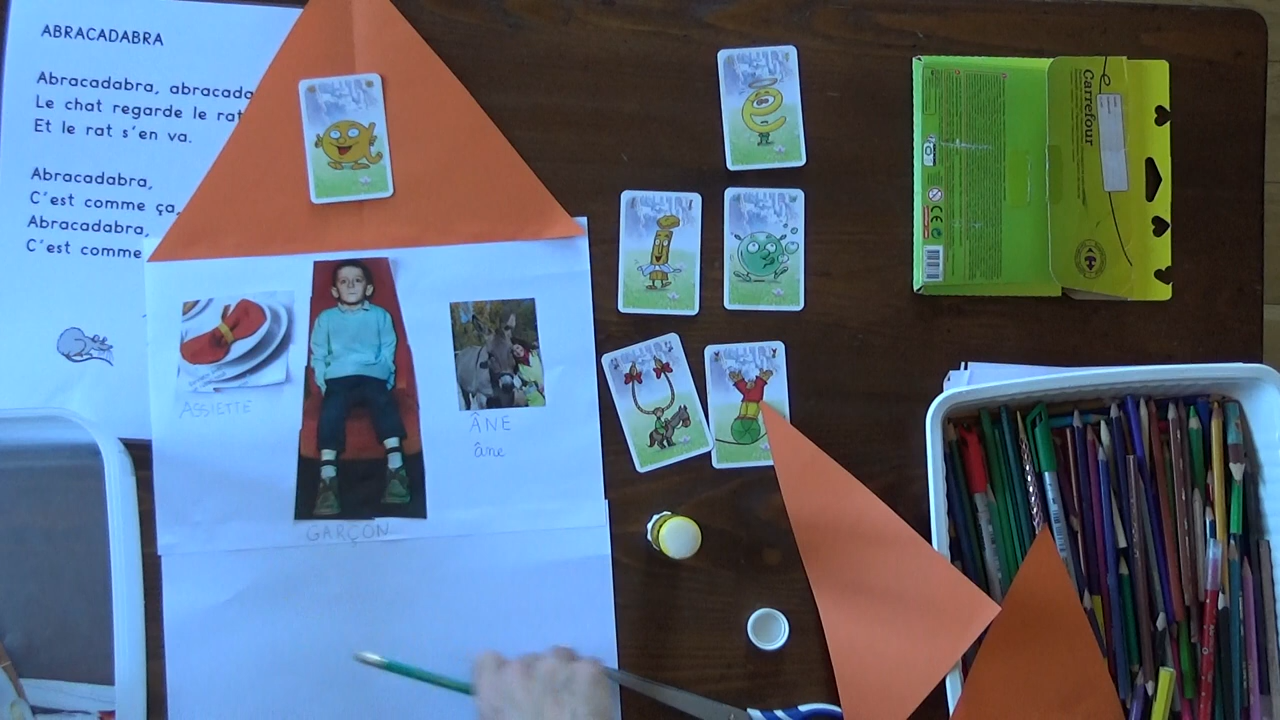 ABRACADABRA
Abracadabra, abracada
Le chat regarde le rat
Et le rat s'en va.
Abracadabra,
C'est comme ça,
Abracadabra,
C'est comme
ASSIETTE
GARÇON
ÂNE
âne
Carrefour
CE